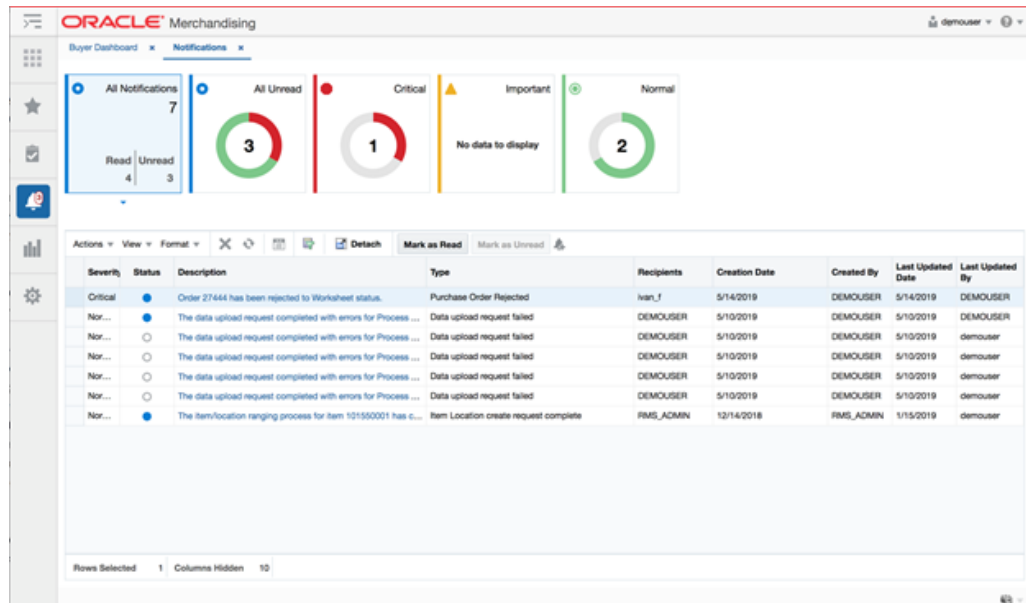 ORACLE® Merchandising demouser
Buyer Dashboard × Notifications ×
All Notifications
7
Read Unread
4 3
All Unread
3
Critical
1
Important
No data to display
Normal
2
Actions View Format Detach Mark as Read Mark as Unread
Severity Status Description Type Recipients Creation Date Created By Last Updated Date Last Updated By
Critical Order 27444 has been rejected to Worksheet status. Purchase Order Rejected ivan_f 5/14/2019 DEMOUSER 5/14/2019 DEMOUSER
Nor... The data upload request completed with errors for Process ... Data upload request failed DEMOUSER 5/10/2019 DEMOUSER 5/10/2019 DEMOUSER
Nor... The data upload request completed with errors for Process ... Data upload request failed DEMOUSER 5/10/2019 DEMOUSER 5/10/2019 demouser
Nor... The data upload request completed with errors for Process ... Data upload request failed DEMOUSER 5/10/2019 DEMOUSER 5/10/2019 demouser
Nor... The data upload request completed with errors for Process ... Data upload request failed DEMOUSER 5/10/2019 DEMOUSER 5/10/2019 demouser
Nor... The data upload request completed with errors for Process ... Data upload request failed DEMOUSER 5/10/2019 DEMOUSER 5/10/2019 demouser
Nor... The item/location ranging process for item 101550001 has c... Item Location create request complete RMS_ADMIN 12/14/2018 RMS_ADMIN 1/15/2019 demouser
Rows Selected 1 Columns Hidden 10